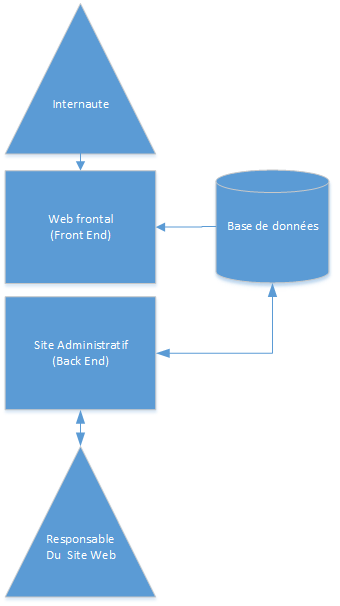 Internaute
Web frontal
(Front End)
Base de données
Site Administratif
(Back End)
Responsable
Du Site Web